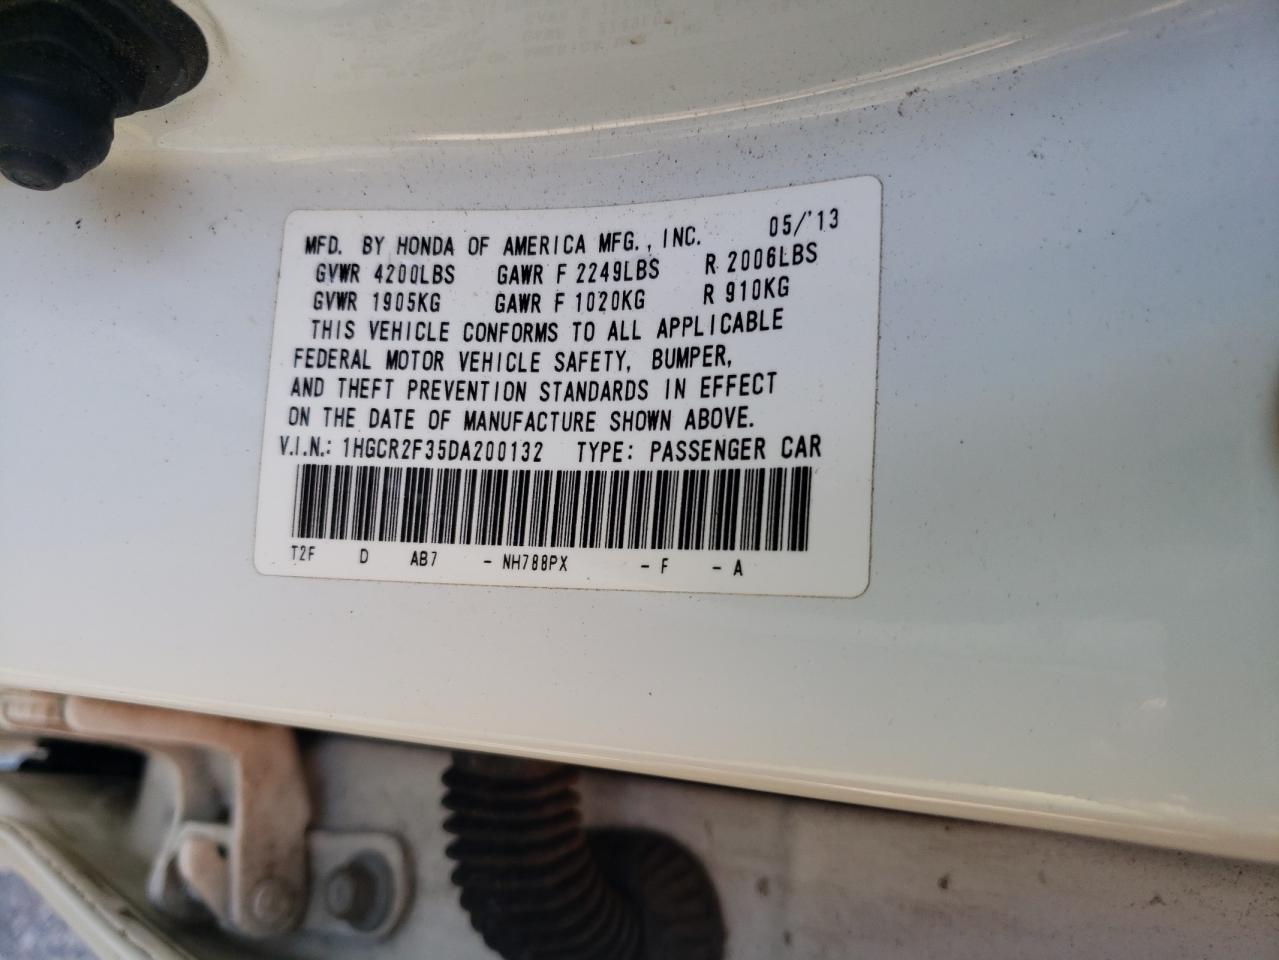 MFD. BY HONDA OF AMERICA MFG., INC. 05/'13
GVWR 4200LBS GAWR F 2249LBS R 2006LBS
GVWR 1905KG GAWR F 1020KG R 910KG
THIS VEHICLE CONFORMS TO ALL APPLICABLE
FEDERAL MOTOR VEHICLE SAFETY, BUMPER,
AND THEFT PREVENTION STANDARDS IN EFFECT
ON THE DATE OF MANUFACTURE SHOWN ABOVE.
V.I.N.: 1HGCR2F35DA200132 TYPE: PASSENGER CAR
T2F D AB7 - NH788PX - F - A